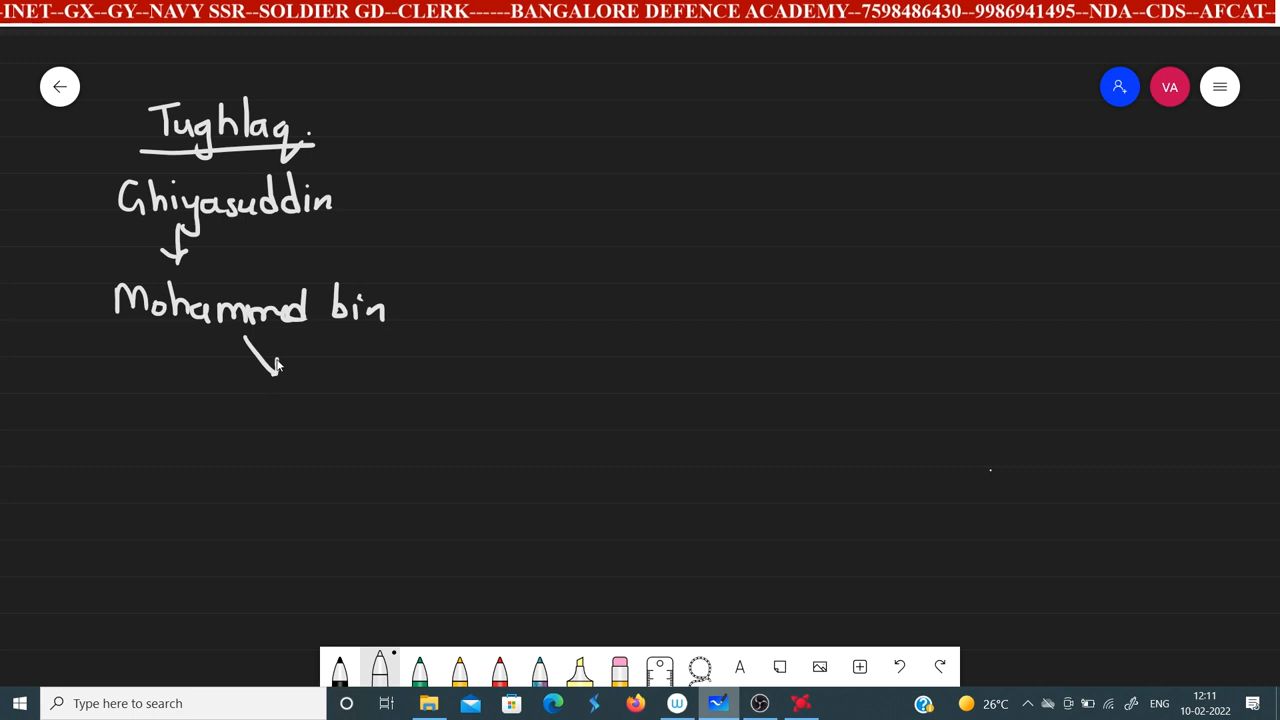 -INET--GX--GY--NAVY SSR--SOLDIER GD--CLERK------BANGALORE DEFENCE ACADEMY--7598486430--9986941495--NDA--CDS--AFCAT--
VA
Tughlaq.
Ghiyasuddin
Mohammd bin
A
Type here to search
W
26°C
ENG
12:11
10-02-2022